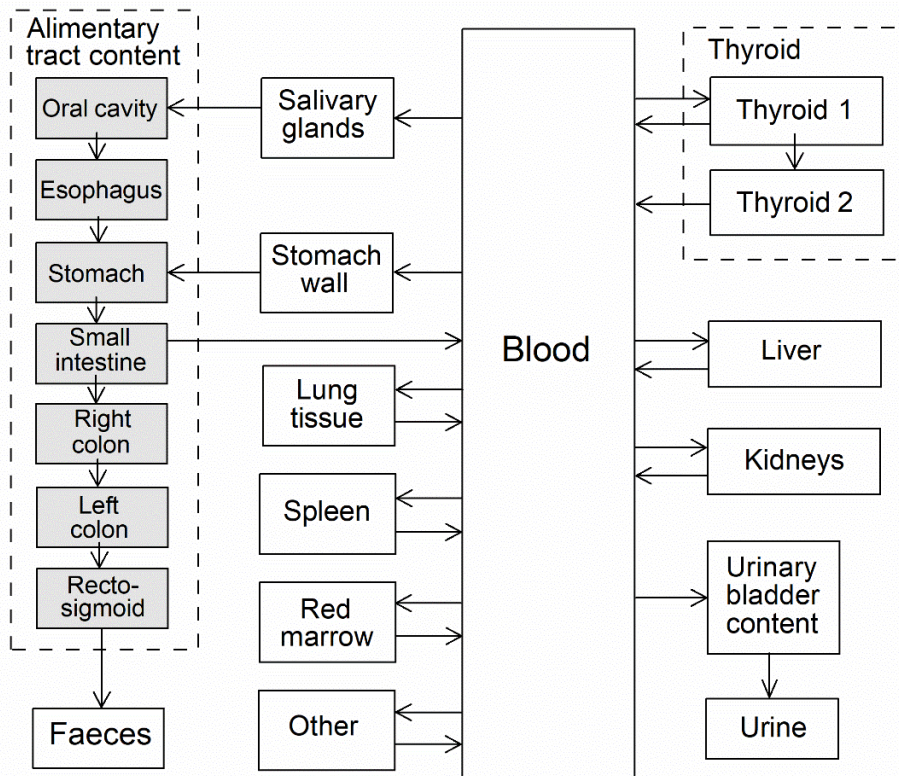 Alimentary
tract content
Oral cavity
Esophagus
Stomach
Small
intestine
Right
colon
Left
colon
Recto-
sigmoid
Faeces
Salivary
glands
Stomach
wall
Lung
tissue
Spleen
Red
marrow
Other
Blood
Thyroid
Thyroid 1
Thyroid 2
Liver
Kidneys
Urinary
bladder
content
Urine